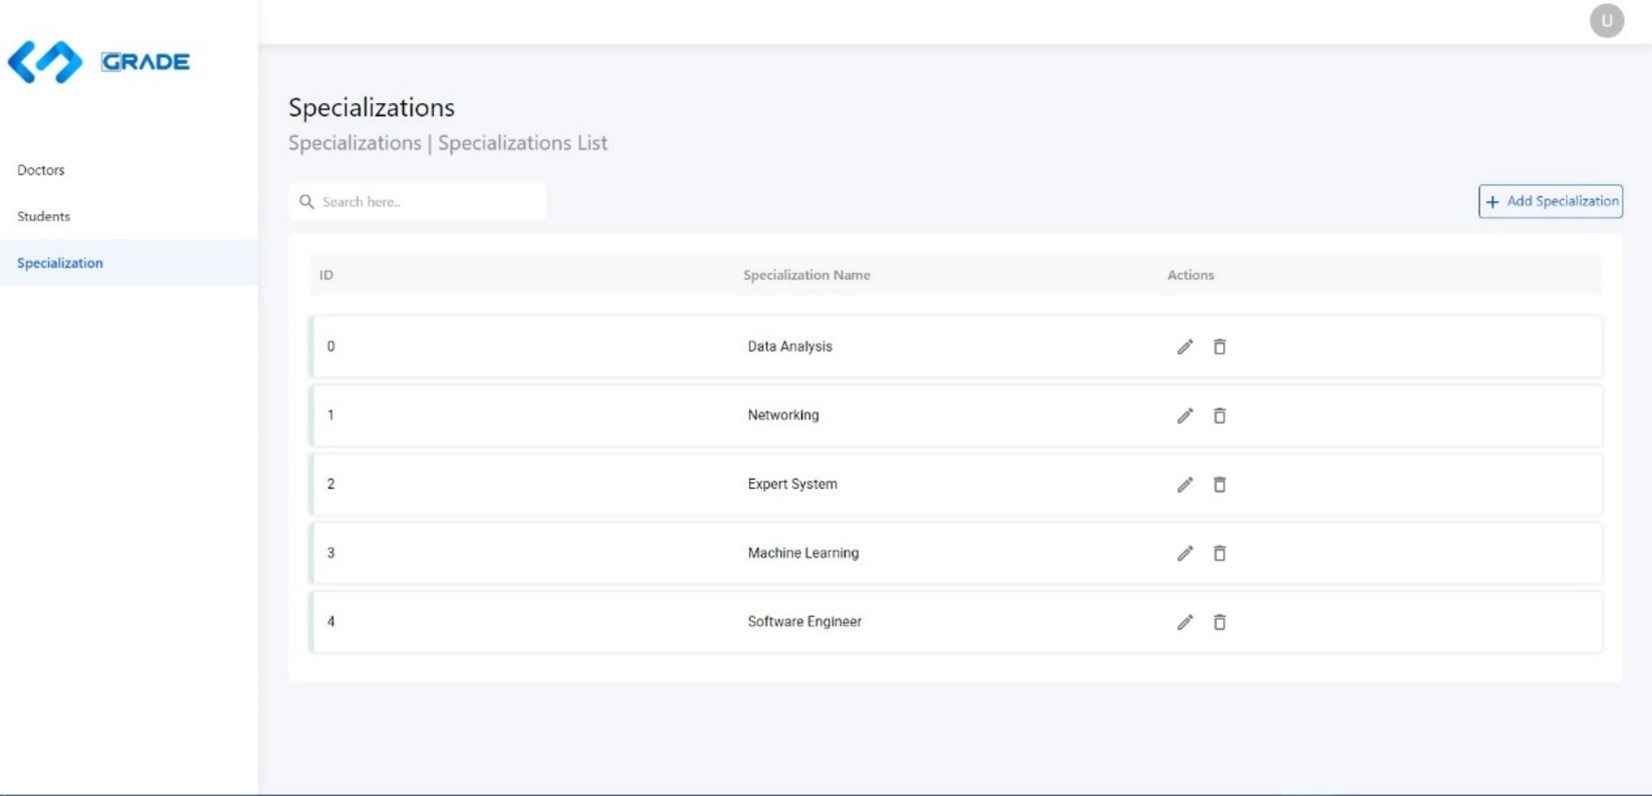 U
GRADE
Doctors
Students
Specialization
Specializations
Specializations | Specializations List
Search here..
+ Add Specialization
ID Specialization Name Actions
0 Data Analysis
1 Networking
2 Expert System
3 Machine Learning
4 Software Engineer